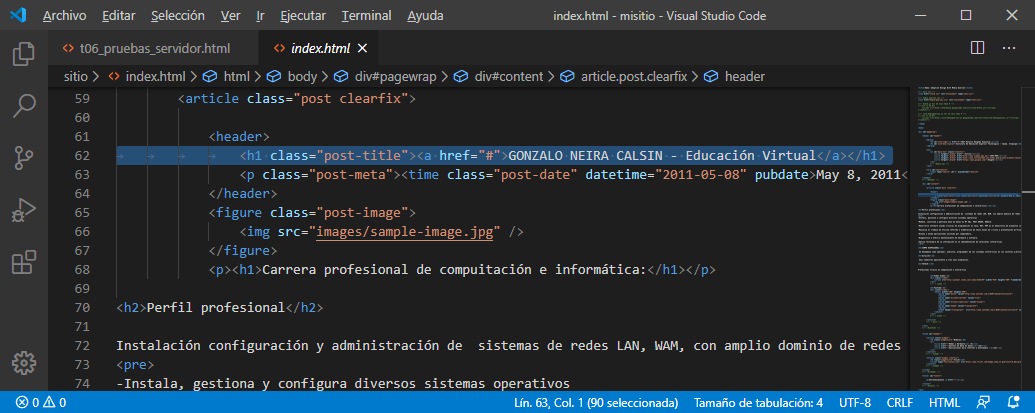 Archivo Editar Selección Ver Ir Ejecutar Terminal Ayuda index.html - misitio - Visual Studio Code
t06_pruebas_servidor.html index.html
sitio > index.html > html > body > div#pagewrap > div#content > article.post.clearfix > header
59 <article class="post clearfix">
60
61 <header>
62 <h1 class="post-title"><a href="#">GONZALO NEIRA CALSIN - Educación Virtual</a></h1>
63 <p class="post-meta"><time class="post-date" datetime="2011-05-08" pubdate>May 8, 2011<
64 </header>
65 <figure class="post-image">
66 <img src="images/sample-image.jpg" />
67 </figure>
68 <p><h1>Carrera profesional de compuitación e informática:</h1></p>
69
70 <h2>Perfil profesional</h2>
71
72 Instalación configuración y administración de  sistemas de redes LAN, WAM, con amplio dominio de redes
73 <pre>
74 -Instala, gestiona y configura diversos sistemas operativos
0 0 Lín. 63, Col. 1 (90 seleccionada) Tamaño de tabulación: 4 UTF-8 CRLF HTML